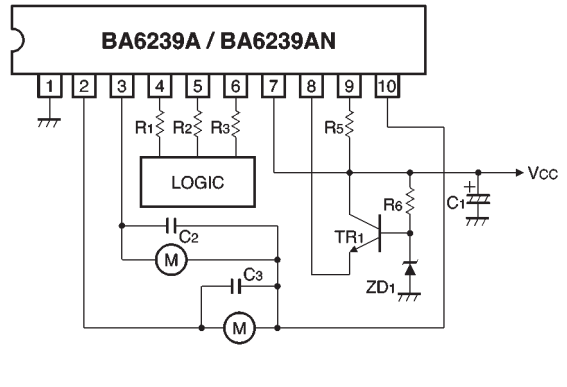 BA6239A / BA6239AN
1 2 3 4 5 6 7 8 9 10
R1 R2 R3 R5
LOGIC
VCC
R6
C1
+
C2
TR1
M
C3
ZD1
M